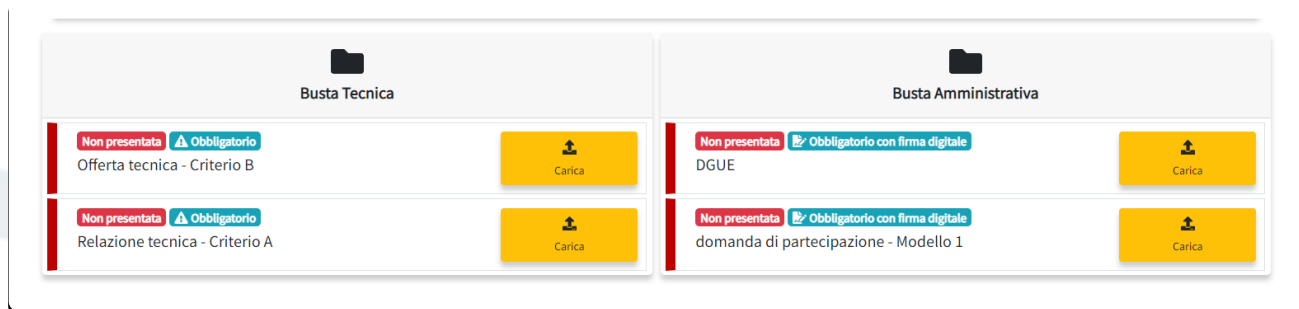 Busta Tecnica
Non presentata Obbligatorio
Offerta tecnica - Criterio B
Carica
Non presentata Obbligatorio
Relazione tecnica - Criterio A
Carica
Busta Amministrativa
Non presentata Obbligatorio con firma digitale
DGUE
Carica
Non presentata Obbligatorio con firma digitale
domanda di partecipazione - Modello 1
Carica